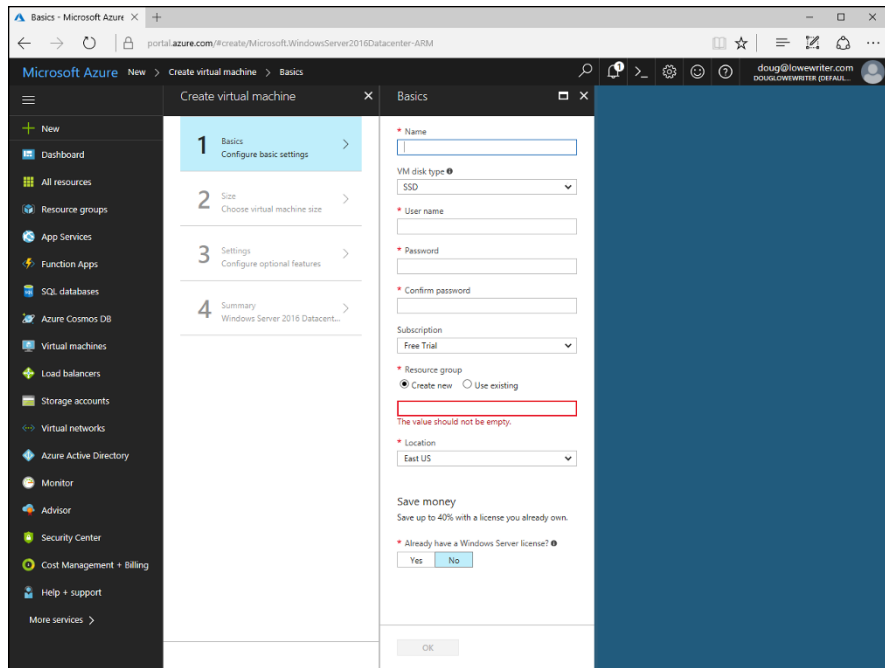 Basics - Microsoft Azure
portal.azure.com/#create/Microsoft.WindowsServer2016Datacenter-ARM
Microsoft Azure New > Create virtual machine > Basics
1
doug@lowewriter.com
DOUGLOWEWRITER (DEFAUL...
New
Dashboard
All resources
Resource groups
App Services
Function Apps
SQL databases
Azure Cosmos DB
Virtual machines
Load balancers
Storage accounts
Virtual networks
Azure Active Directory
Monitor
Advisor
Security Center
Cost Management + Billing
Help + support
More services >
Create virtual machine
1 Basics
Configure basic settings
2 Size
Choose virtual machine size
3 Settings
Configure optional features
4 Summary
Windows Server 2016 Datacent...
Basics
* Name
VM disk type
SSD
* User name
* Password
* Confirm password
Subscription
Free Trial
* Resource group
Create new Use existing
The value should not be empty.
* Location
East US
Save money
Save up to 40% with a license you already own.
* Already have a Windows Server license?
Yes No
OK